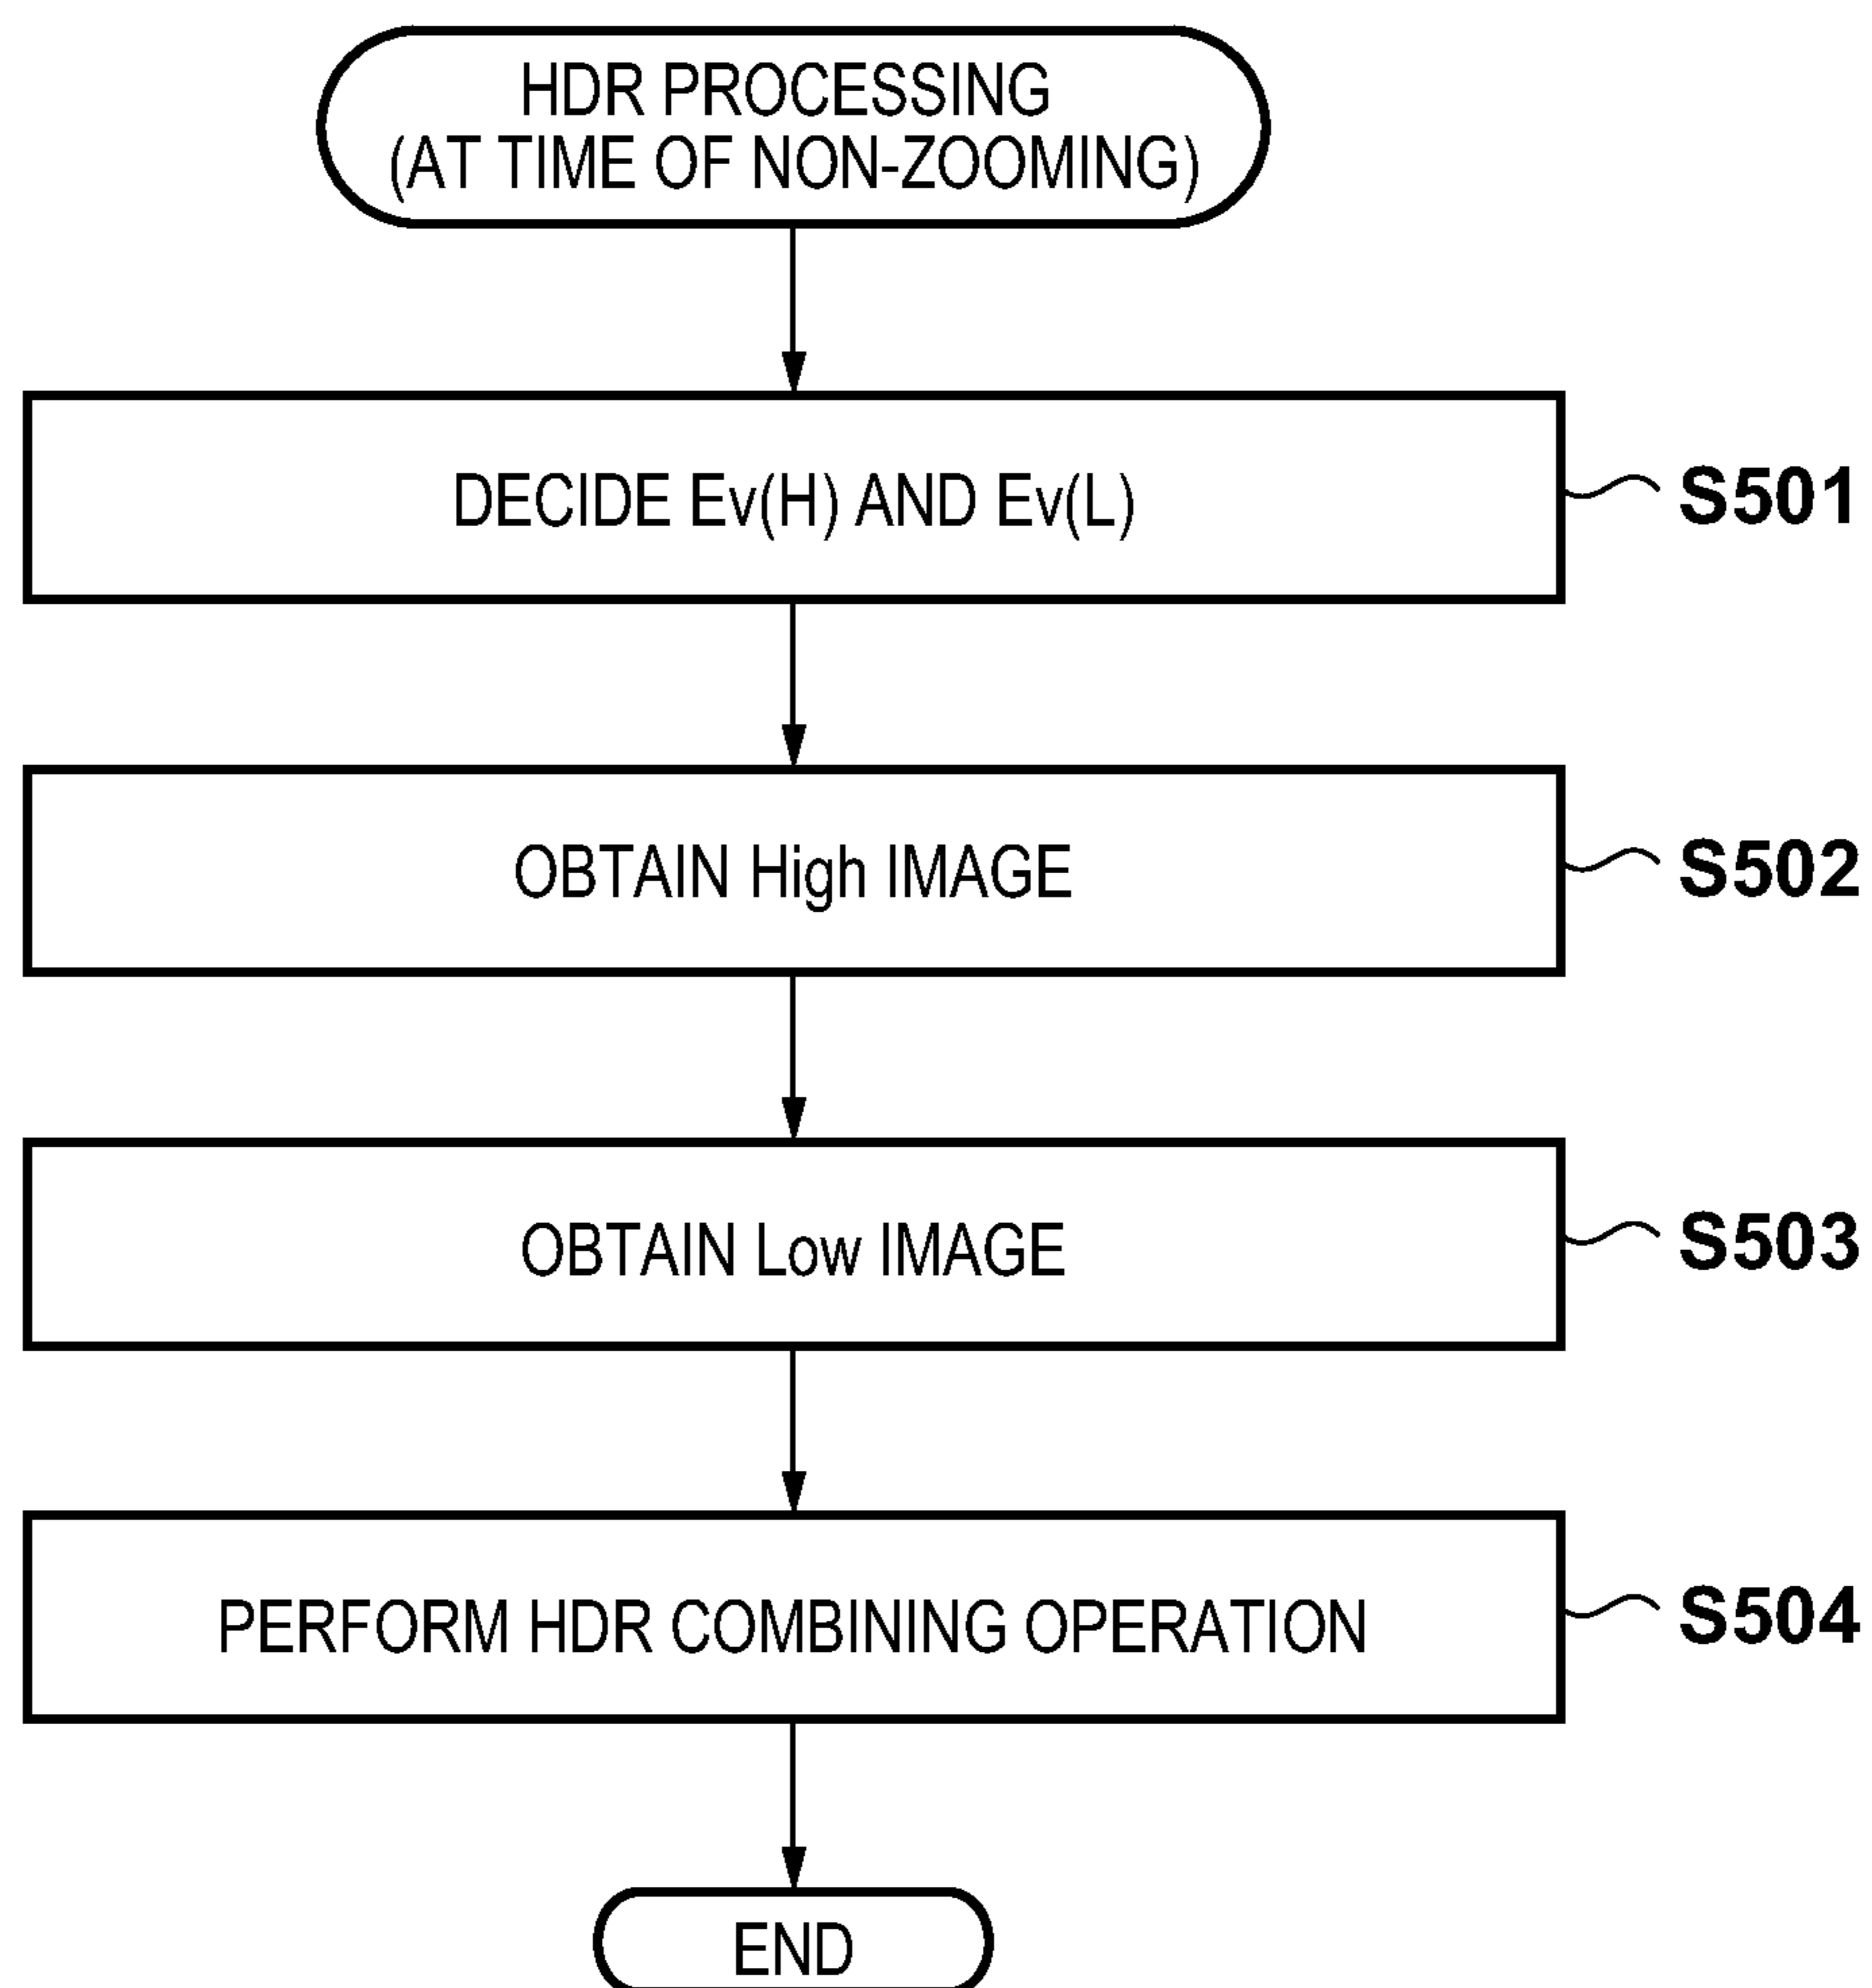 HDR PROCESSING
(AT TIME OF NON-ZOOMING)
DECIDE Ev(H) AND Ev(L)
S501
OBTAIN High IMAGE
S502
OBTAIN Low IMAGE
S503
PERFORM HDR COMBINING OPERATION
S504
END